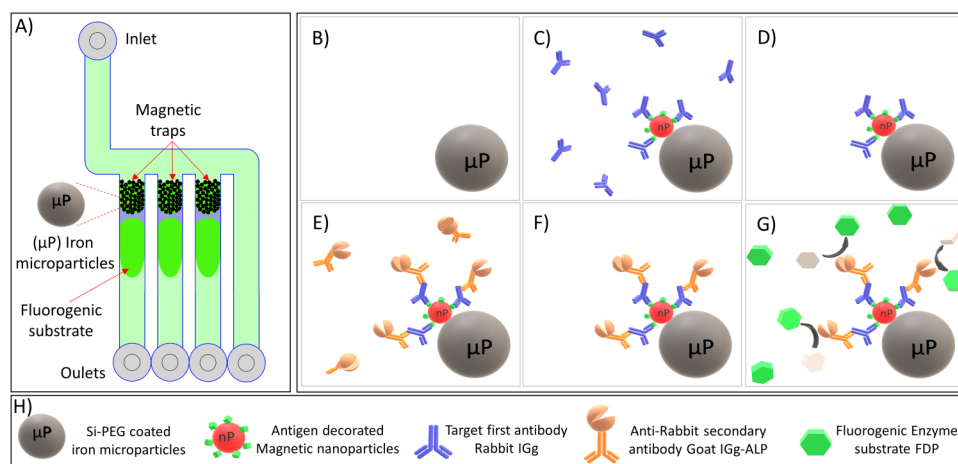 A)
Inlet
Magnetic
traps
μP
(μP) Iron
microparticles
Fluorogenic
substrate
Oulets
B)
μP
C)
nP
μP
D)
nP
μP
E)
nP
μP
F)
nP
μP
G)
nP
μP
H)
μP
Si-PEG coated
iron microparticles
nP
Antigen decorated
Magnetic nanoparticles
Target first antibody
Rabbit IGg
Anti-Rabbit secondary
antibody Goat IGg-ALP
Fluorogenic Enzyme
substrate FDP